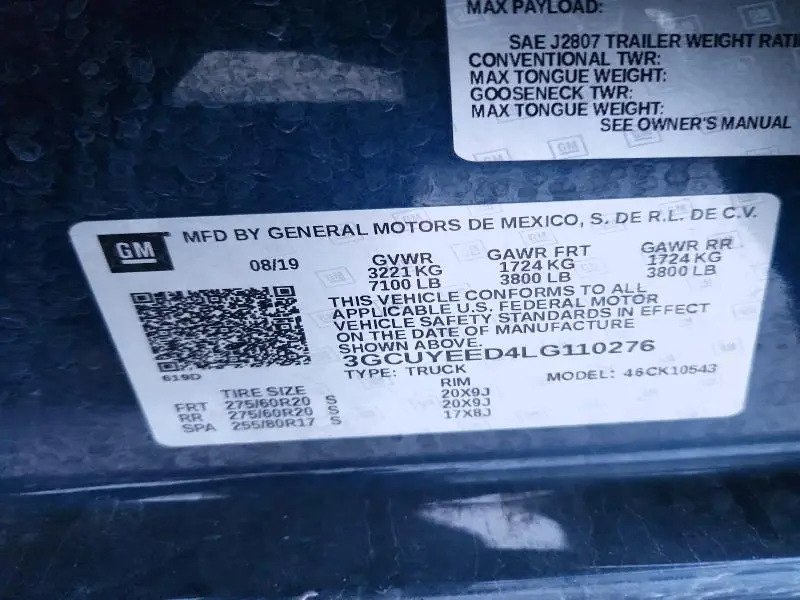 MAX PAYLOAD:
SAE J2807 TRAILER WEIGHT
CONVENTIONAL TWR:
MAX TONGUE WEIGHT:
GOOSENECK TWR:
MAX TONGUE WEIGHT:
SEE OWNER'S MANUAL
GM
MFD BY GENERAL MOTORS DE MEXICO, S. DE R.L. DE C.V.
08/19
GVWR GAWR FRT GAWR RR
3221 KG 1724 KG 1724 KG
7100 LB 3800 LB 3800 LB
THIS VEHICLE CONFORMS TO ALL
APPLICABLE U.S. FEDERAL MOTOR
VEHICLE SAFETY STANDARDS IN EFFECT
ON THE DATE OF MANUFACTURE
SHOWN ABOVE.
3GCUYEED4LG110276
619D
TYPE: TRUCK MODEL: 46CK10543
TIRE SIZE RIM
FRT 275/60R20 S 20X9J
RR 275/60R20 S 20X9J
SPA 255/80R17 S 17X8J